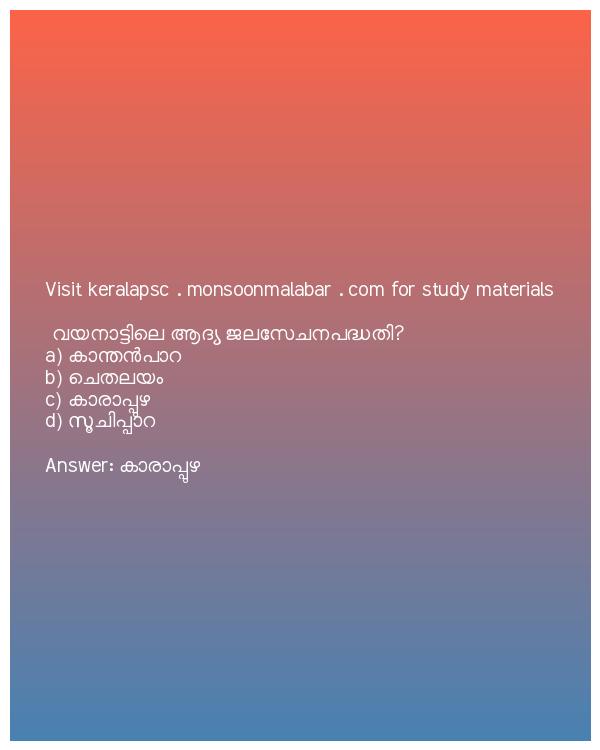 Visit keralapsc . monsoonmalabar . com for study materials
വയനാട്ടിലെ ആദ്യ ജലസേചനപദ്ധതി?
a) കാന്തൻപാറ
b) ചെതലയം
c) കാരാപ്പുഴ
d) സൂചിപ്പാറ
Answer: കാരാപ്പുഴ